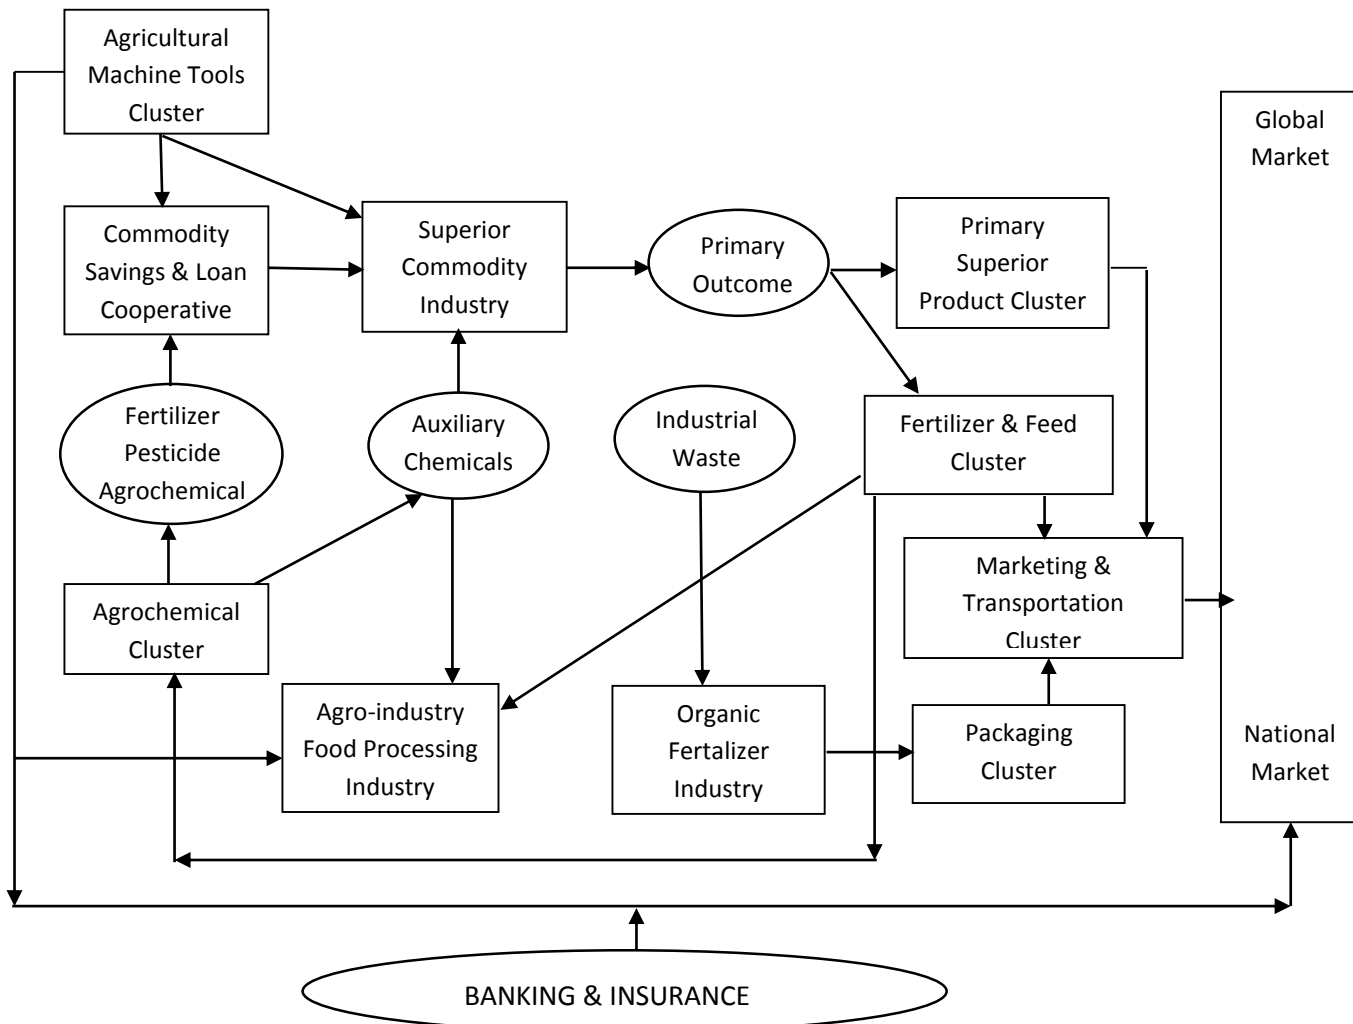 Agricultural
Machine Tools
Cluster
Global
Market
Commodity
Savings & Loan
Cooperative
Superior
Commodity
Industry
Primary
Outcome
Primary
Superior
Product Cluster
Fertilizer
Pesticide
Agrochemical
Auxiliary
Chemicals
Industrial
Waste
Fertilizer & Feed
Cluster
Agrochemical
Cluster
Marketing &
Transportation
Cluster
Agro-industry
Food Processing
Industry
Organic
Fertalizer
Industry
Packaging
Cluster
National
Market
BANKING & INSURANCE